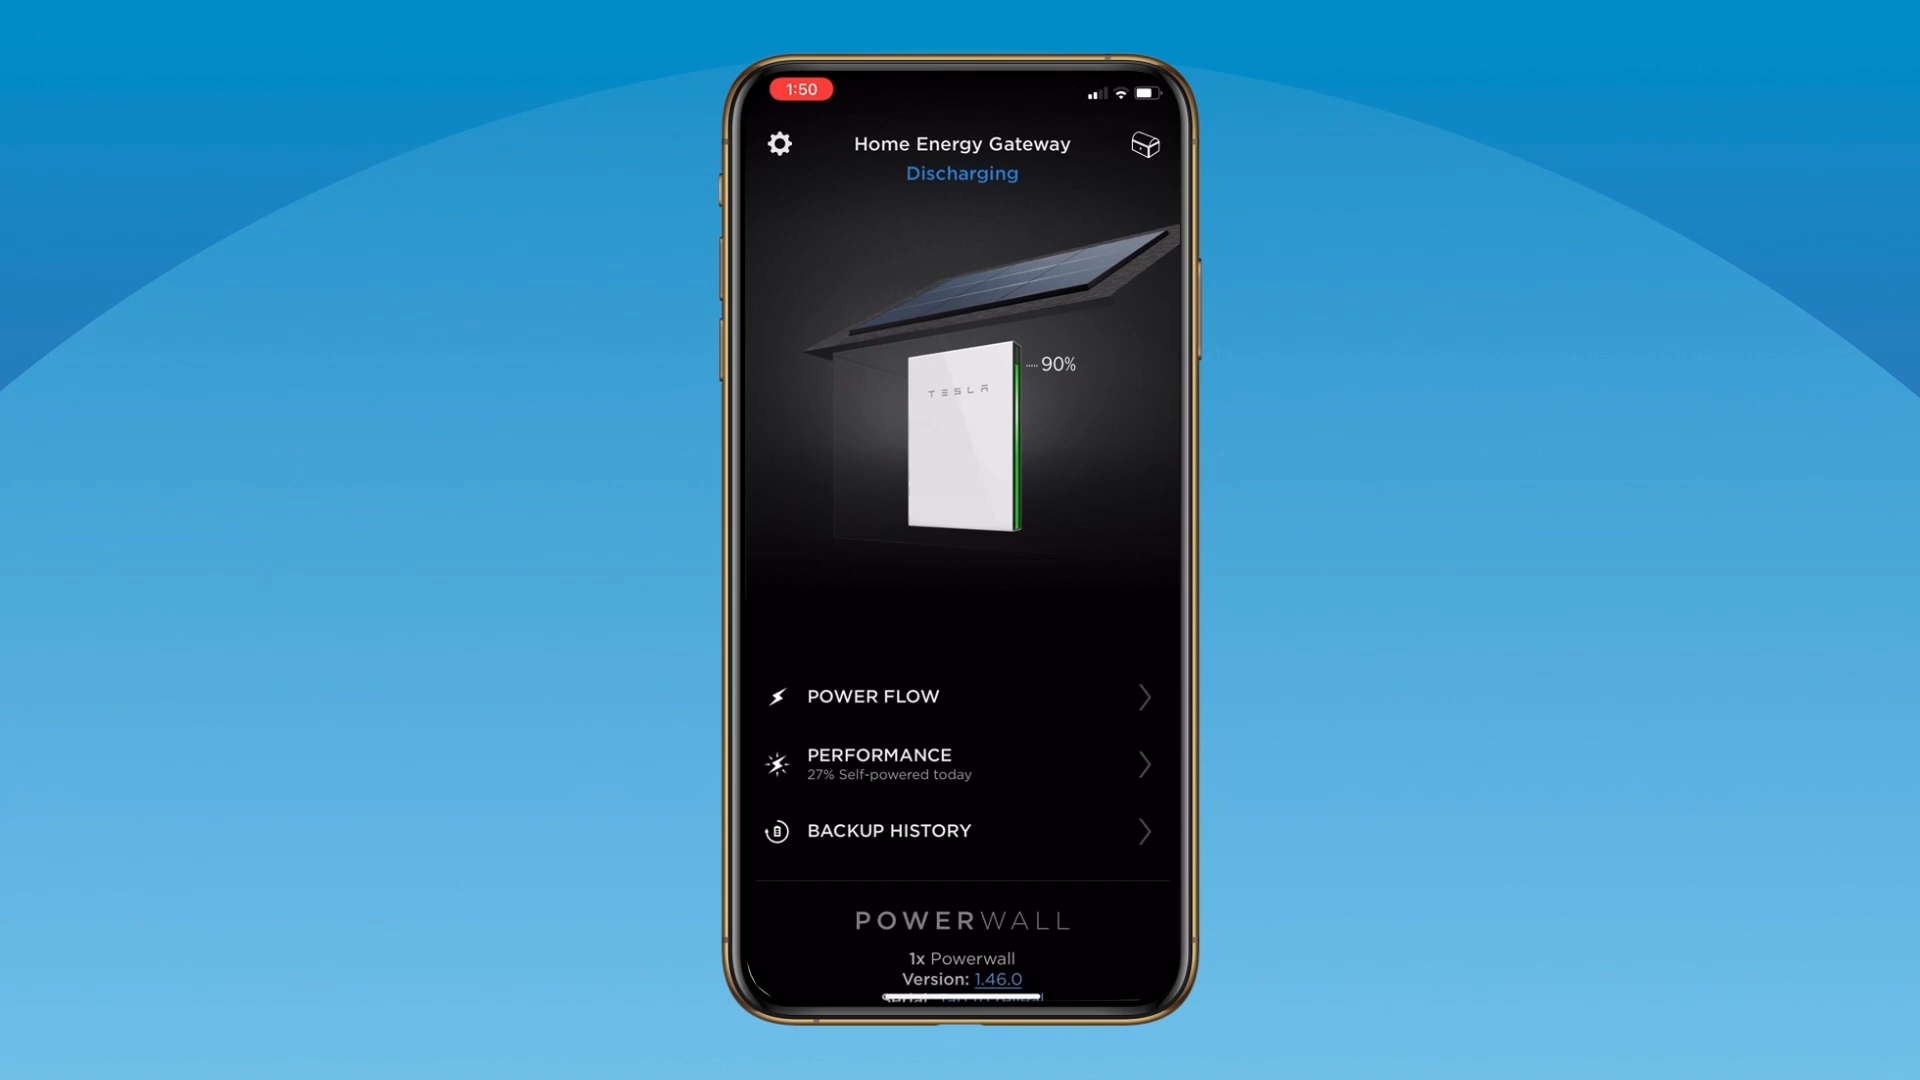 1:50
Home Energy Gateway
Discharging
90%
TESLA
POWER FLOW
PERFORMANCE
27% Self-powered today
BACKUP HISTORY
POWERWALL
1x Powerwall
Version: 1.46.0